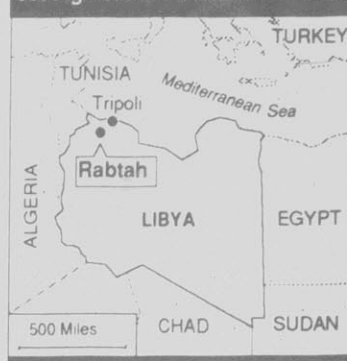 TURKEY
TUNISIA
Mediterranean Sea
Tripoli
Rabtah
ALGERIA
LIBYA
EGYPT
500 Miles
CHAD
SUDAN